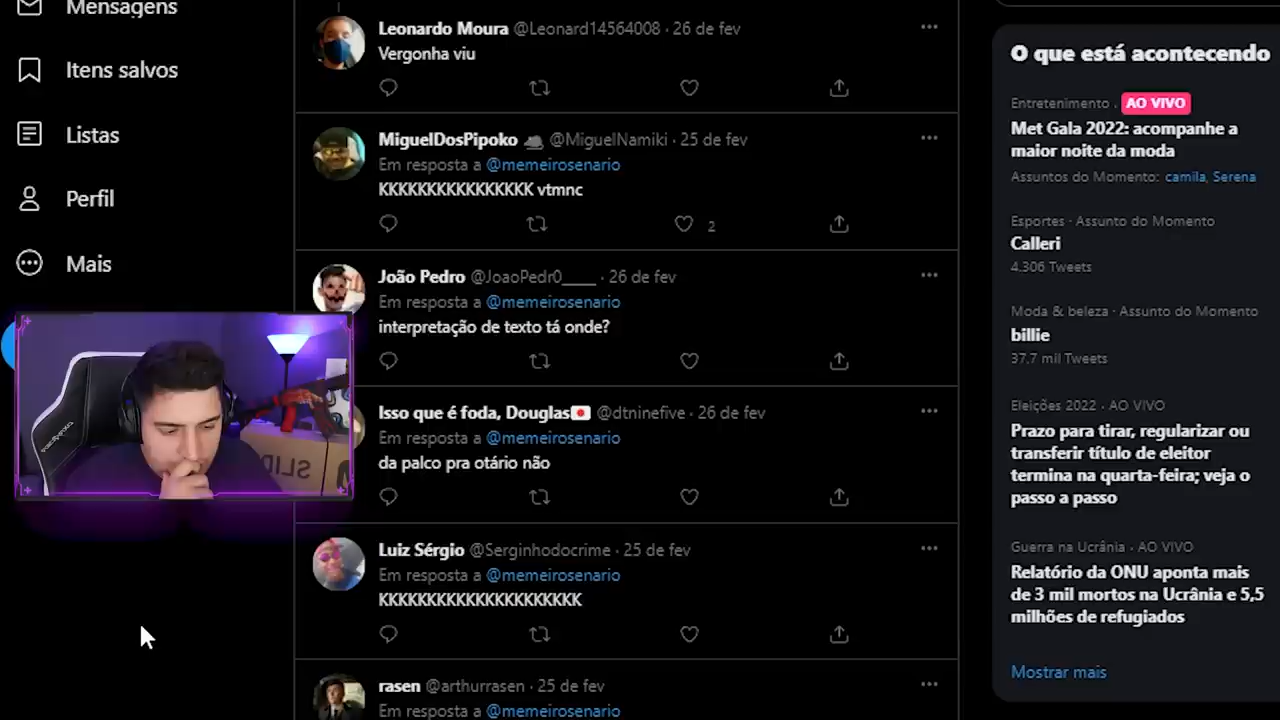 Mensagens
Itens salvos
Listas
Perfil
Mais
Leonardo Moura @Leonard14564008 · 26 de fev
Vergonha viu
MiguelDosPipoko @MiguelNamiki · 25 de fev
Em resposta a @memeirosenario
KKKKKKKKKKKKKKKK vtmnc
2
João Pedro @JoaoPedr0____ · 26 de fev
Em resposta a @memeirosenario
interpretação de texto tá onde?
Isso que é foda, Douglas @dtninefive · 26 de fev
Em resposta a @memeirosenario
da palco pra otário não
Luiz Sérgio @Serginhodocrime · 25 de fev
Em resposta a @memeirosenario
KKKKKKKKKKKKKKKKKKKKK
rasen @arthurrasen · 25 de fev
Em resposta a @memeirosenario
O que está acontecendo
Entretenimento · AO VIVO
Met Gala 2022: acompanhe a
maior noite da moda
Assuntos do Momento: camila, Serena
Esportes · Assunto do Momento
Calleri
4.306 Tweets
Moda & beleza · Assunto do Momento
billie
37,7 mil Tweets
Eleições 2022 · AO VIVO
Prazo para tirar, regularizar ou
transferir título de eleitor
termina na quarta-feira; veja o
passo a passo
Guerra na Ucrânia · AO VIVO
Relatório da ONU aponta mais
de 3 mil mortos na Ucrânia e 5,5
milhões de refugiados
Mostrar mais